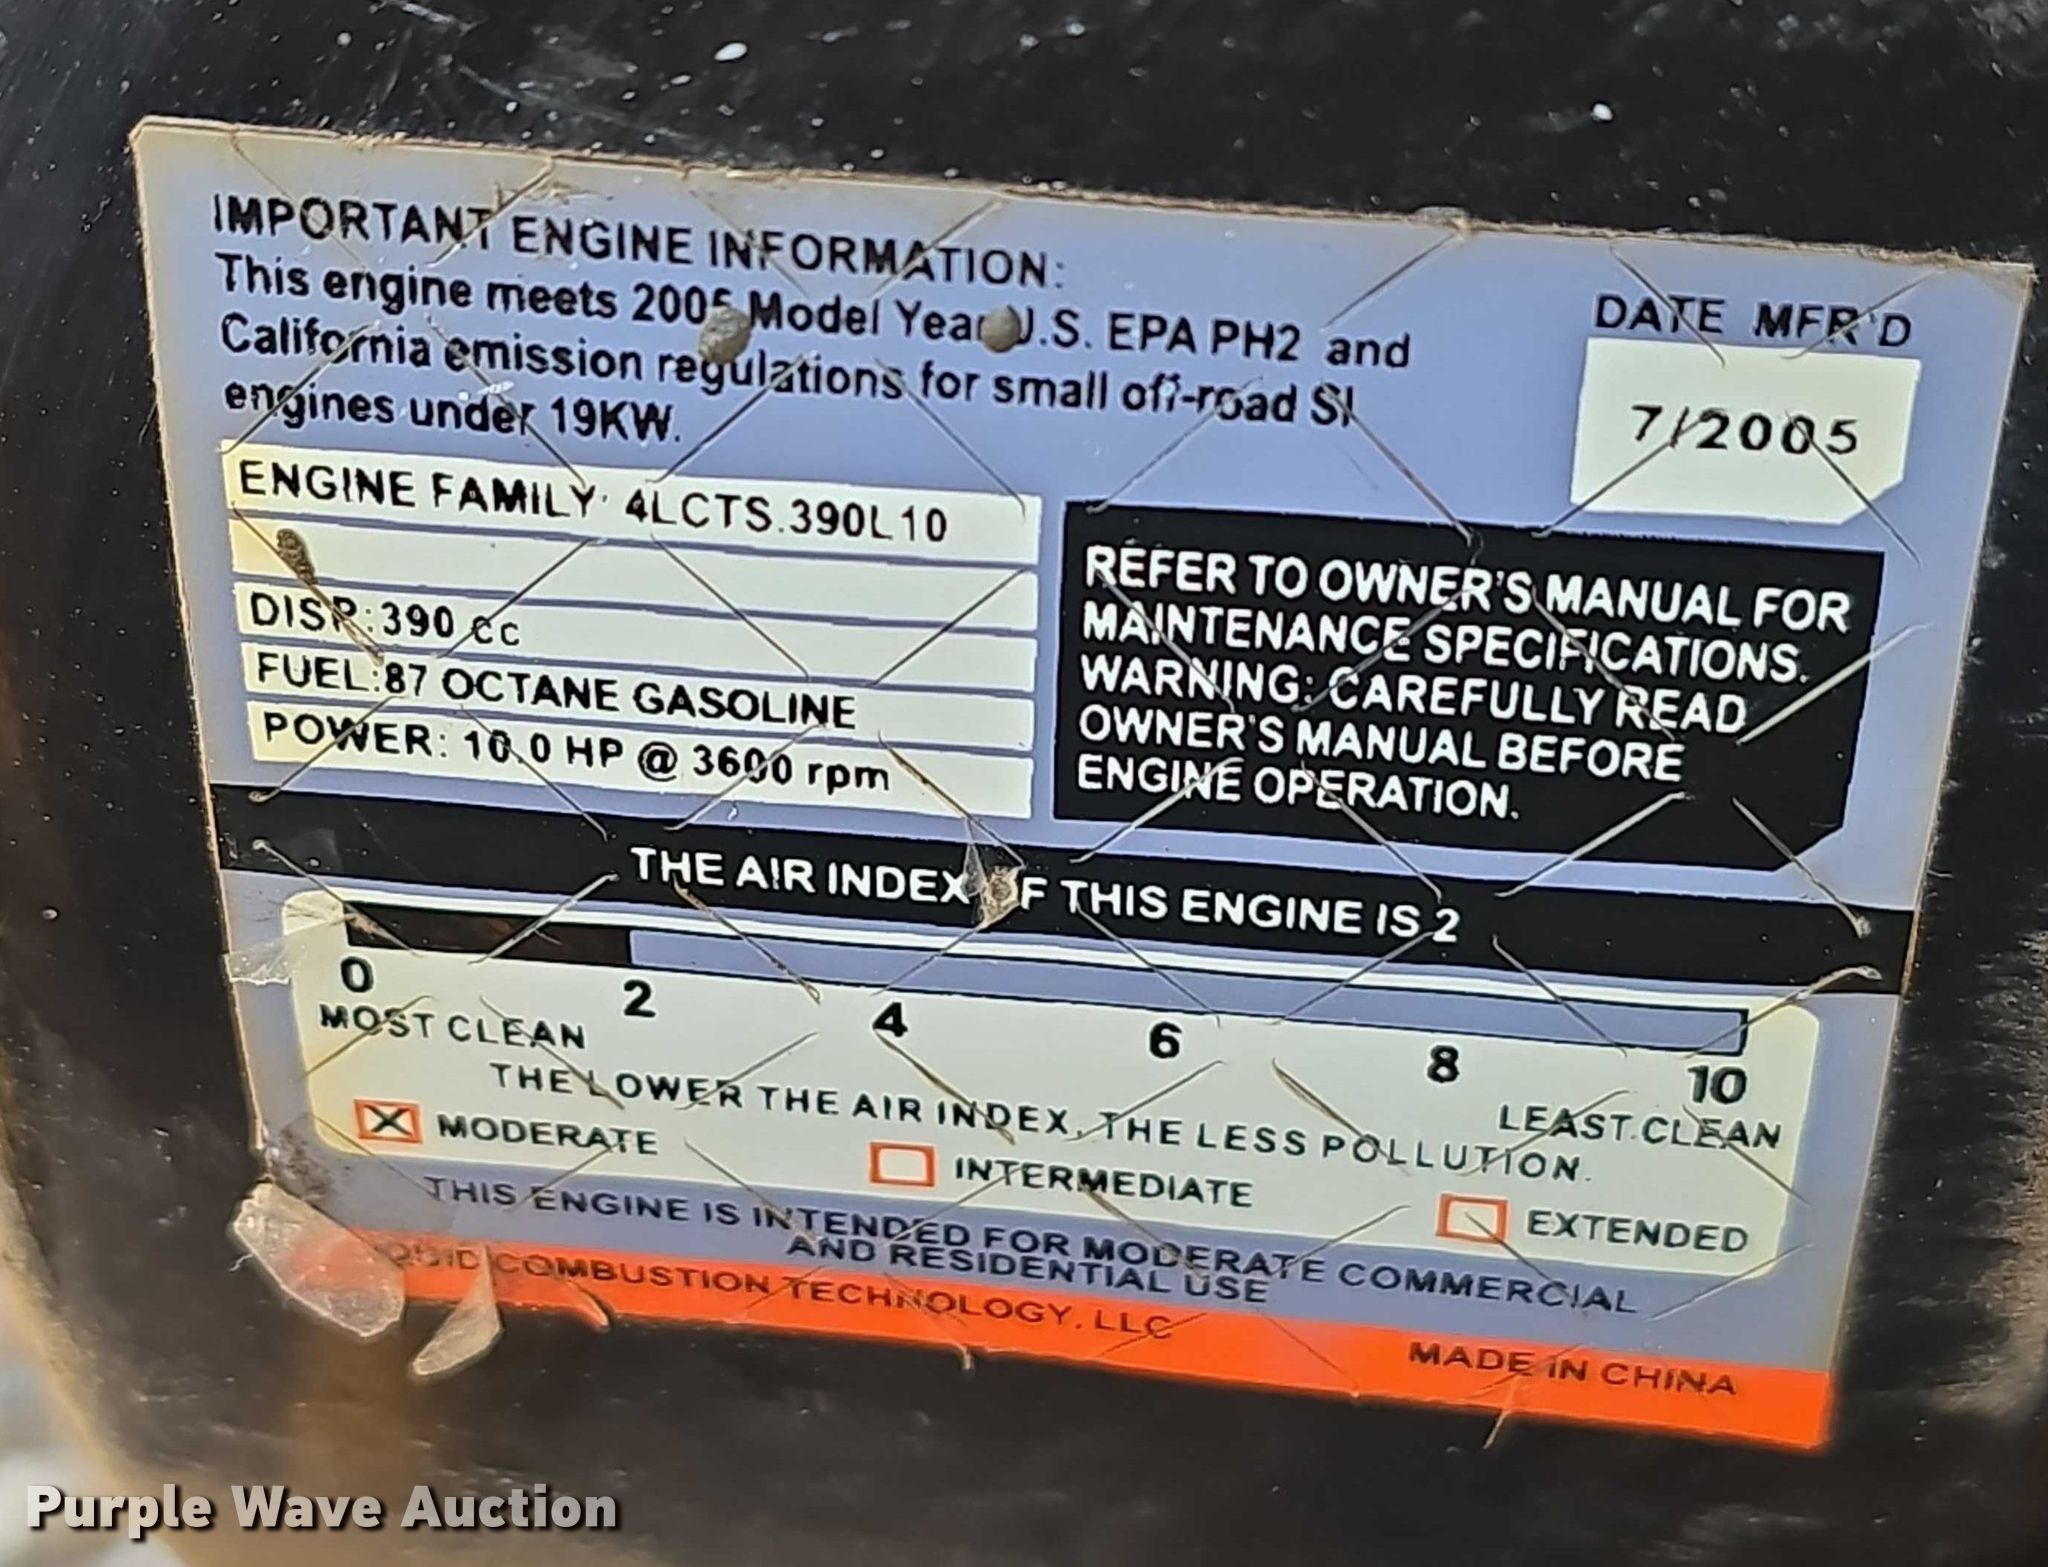 IMPORTANT ENGINE INFORMATION:
This engine meets 2005 Model Year U.S. EPA PH2 and
California emission regulations for small off-road SI
engines under 19KW.
DATE MFR'D
7/2005
ENGINE FAMILY: 4LCTS.390L10
DISP: 390 cc
FUEL: 87 OCTANE GASOLINE
POWER: 10.0 HP @ 3600 rpm
REFER TO OWNER'S MANUAL FOR
MAINTENANCE SPECIFICATIONS.
WARNING: CAREFULLY READ
OWNER'S MANUAL BEFORE
ENGINE OPERATION.
THE AIR INDEX OF THIS ENGINE IS 2
0 2 4 6 8 10
MOST CLEAN
LEAST CLEAN
THE LOWER THE AIR INDEX, THE LESS POLLUTION.
X MODERATE INTERMEDIATE EXTENDED
THIS ENGINE IS INTENDED FOR MODERATE COMMERCIAL
AND RESIDENTIAL USE
QUID COMBUSTION TECHNOLOGY, LLC
MADE IN CHINA
Purple Wave Auction